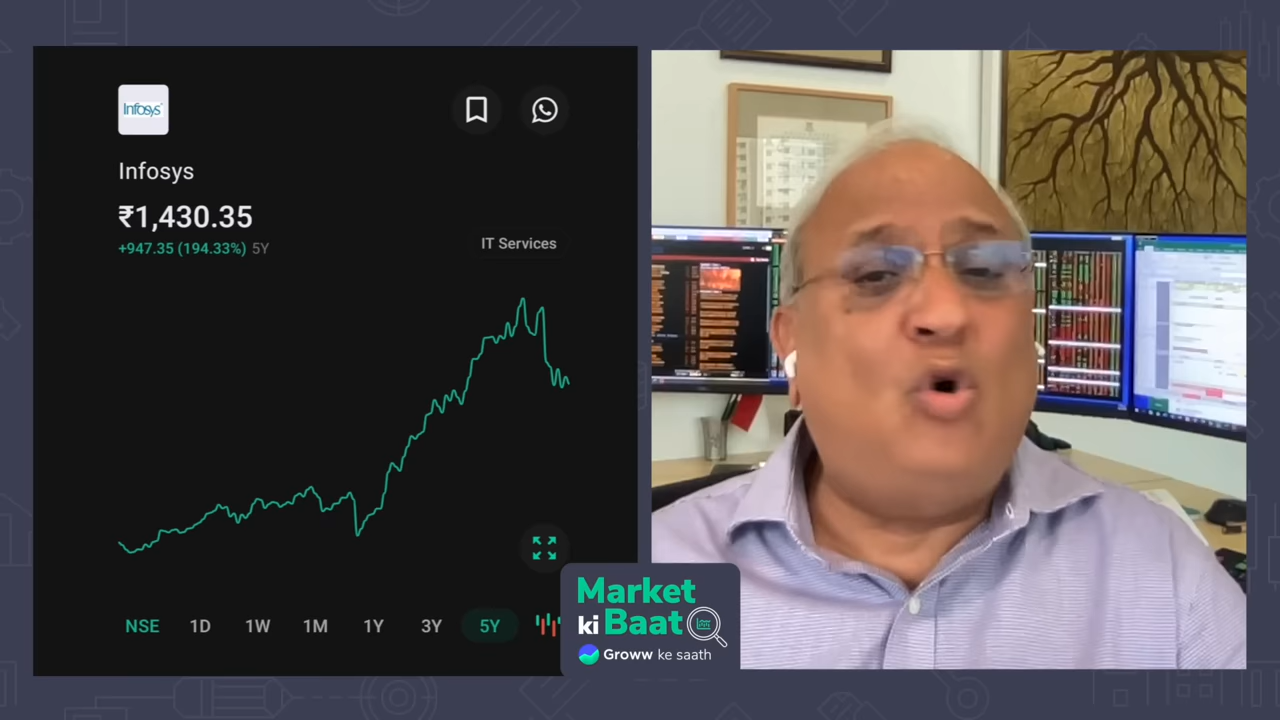 Infosys
Infosys
₹1,430.35
+947.35 (194.33%) 5Y
IT Services
NSE 1D 1W 1M 1Y 3Y 5Y
Market
ki Baat
Groww ke saath